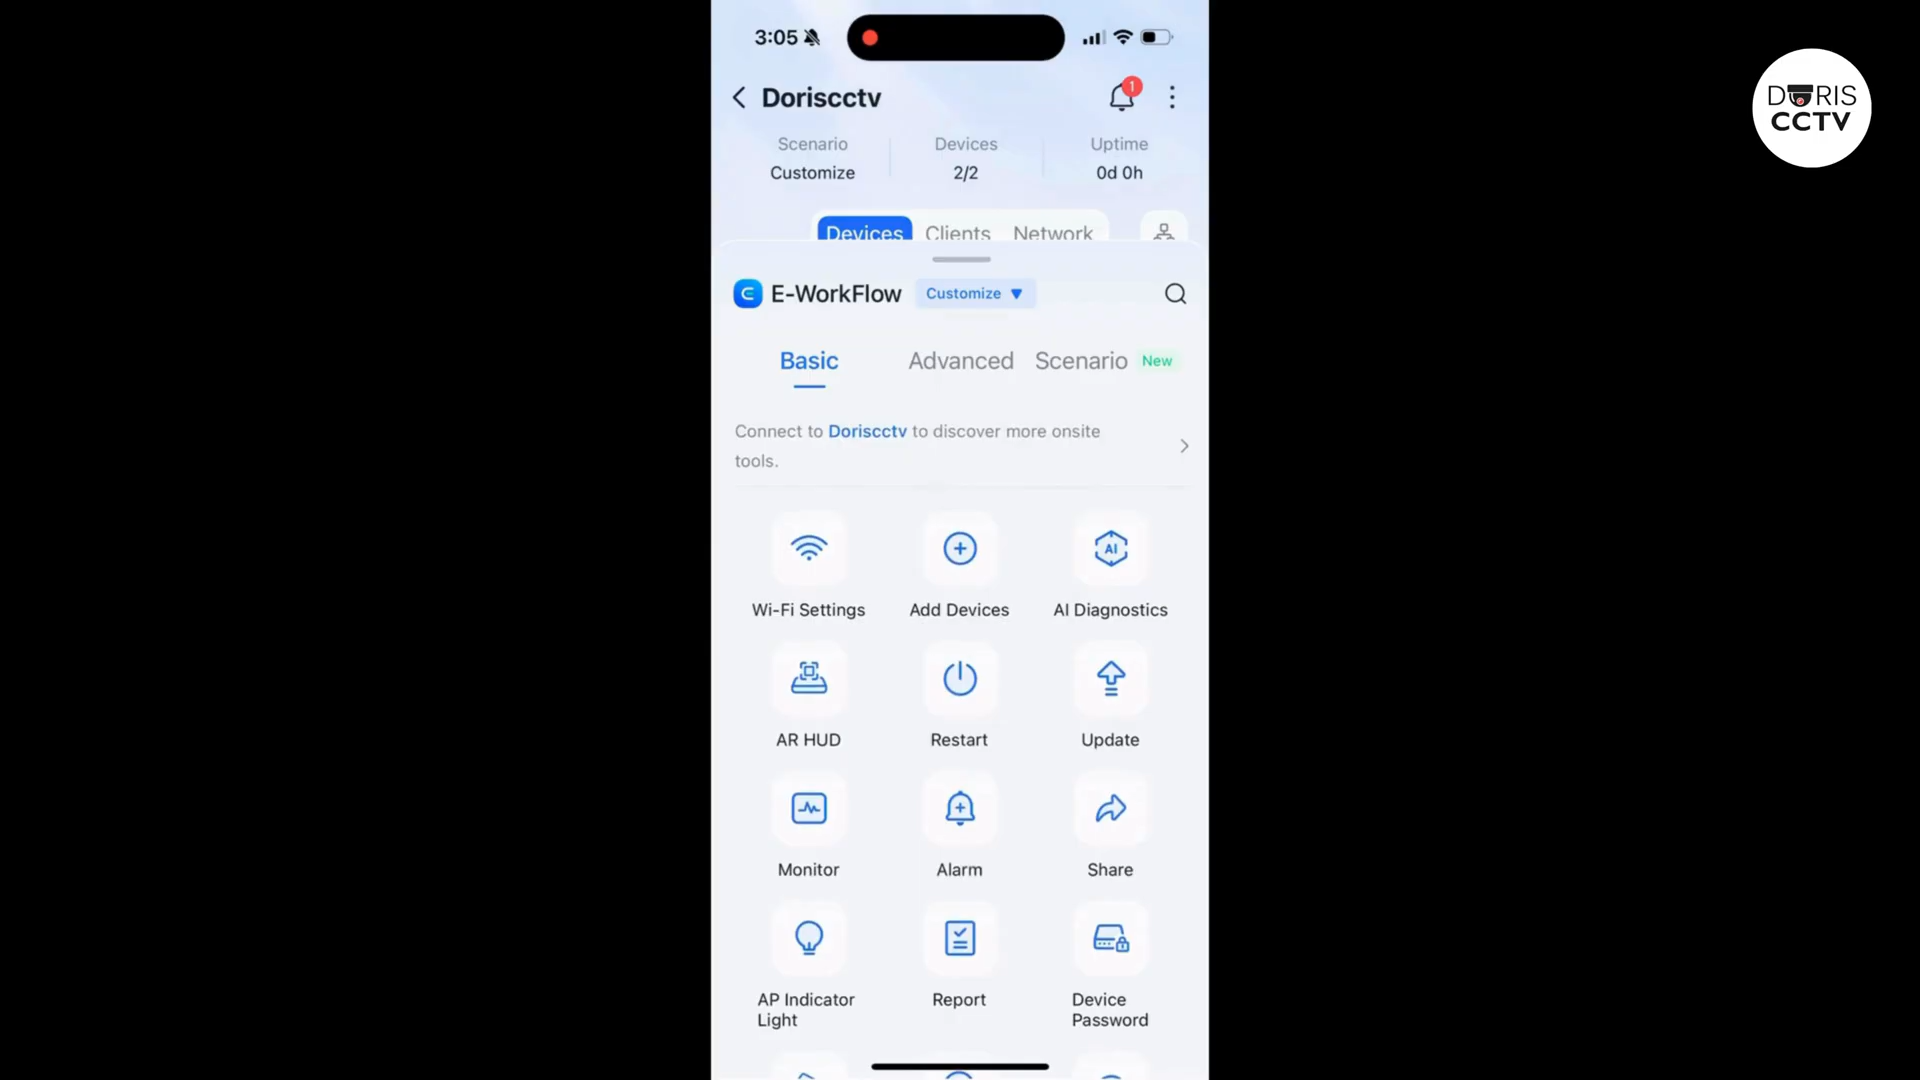 3:05
Doriscctv
1
Scenario
Devices
Uptime
Customize
2/2
0d 0h
Devices
Clients
Network
E-WorkFlow
Customize
Basic
Advanced
Scenario
New
Connect to Doriscctv to discover more onsite
tools.
AI
Wi-Fi Settings
Add Devices
AI Diagnostics
AR HUD
Restart
Update
Monitor
Alarm
Share
AP Indicator
Light
Report
Device
Password
DORIS
CCTV